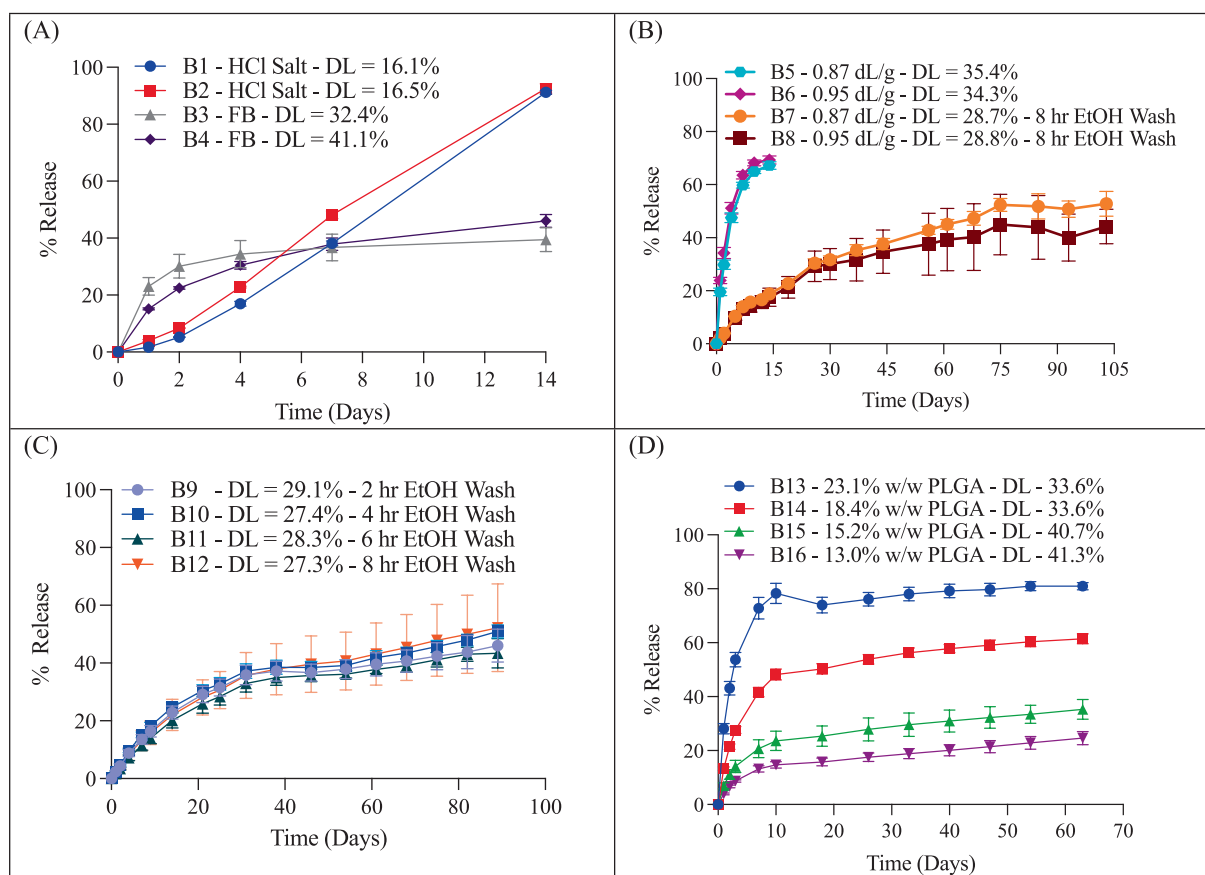 (A)
B1 - HCl Salt - DL = 16.1%
B2 - HCl Salt - DL = 16.5%
B3 - FB - DL = 32.4%
B4 - FB - DL = 41.1%
100
80
60
40
20
0
% Release
0 2 4 6 8 10 12 14
Time (Days)
(B)
B5 - 0.87 dL/g - DL = 35.4%
B6 - 0.95 dL/g - DL = 34.3%
B7 - 0.87 dL/g - DL = 28.7% - 8 hr EtOH Wash
B8 - 0.95 dL/g - DL = 28.8% - 8 hr EtOH Wash
100
80
60
40
20
0
% Release
0 15 30 45 60 75 90 105
Time (Days)
(C)
B9 - DL = 29.1% - 2 hr EtOH Wash
B10 - DL = 27.4% - 4 hr EtOH Wash
B11 - DL = 28.3% - 6 hr EtOH Wash
B12 - DL = 27.3% - 8 hr EtOH Wash
100
80
60
40
20
0
% Release
0 20 40 60 80 100
Time (Days)
(D)
B13 - 23.1% w/w PLGA - DL - 33.6%
B14 - 18.4% w/w PLGA - DL - 33.6%
B15 - 15.2% w/w PLGA - DL - 40.7%
B16 - 13.0% w/w PLGA - DL - 41.3%
100
80
60
40
20
0
% Release
0 10 20 30 40 50 60 70
Time (Days)